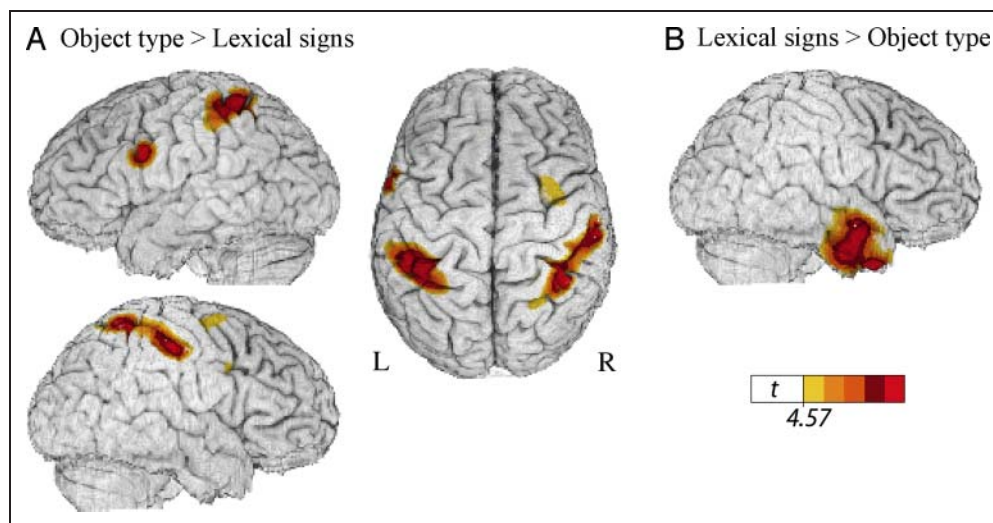 A Object type > Lexical signs
B Lexical signs > Object type
L
R
t
4.57